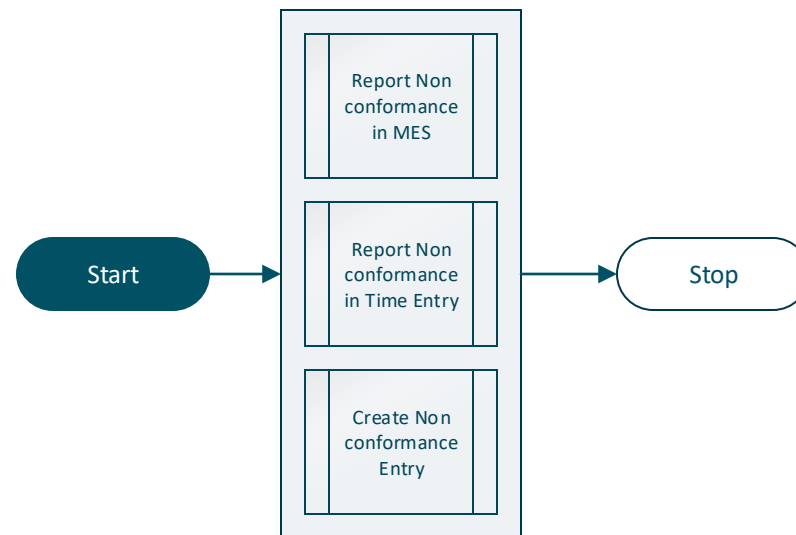 Report Non
conformance
in MES
Start
Report Non
conformance
in Time Entry
Stop
Create Non
conformance
Entry